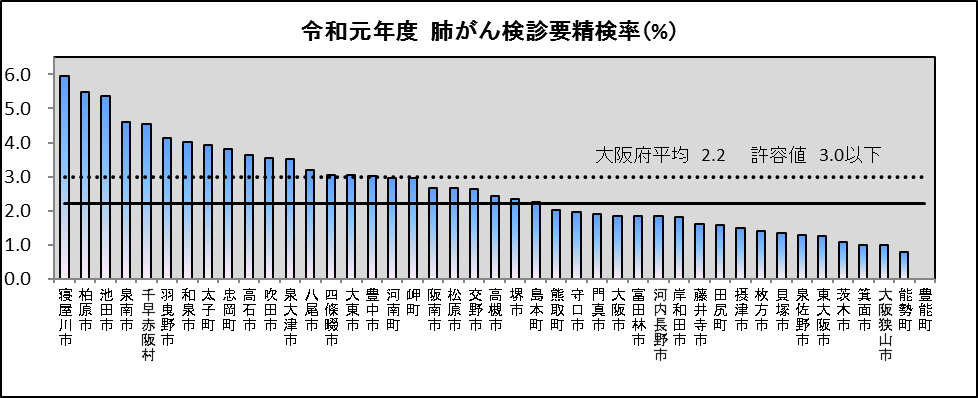 令和元年度 肺がん検診要精検率(%)
6.0
5.0
4.0
3.0
2.0
1.0
0.0
大阪府平均 2.2 許容値 3.0以下
寝屋川市
柏原市
池田市
泉南市
千早赤阪村
羽曳野市
和泉市
太子町
忠岡町
高石市
吹田市
泉大津市
八尾市
四條畷市
大東市
豊中市
河南町
岬町
阪南市
松原市
交野市
高槻市
堺市
島本町
熊取町
守口市
門真市
大阪市
富田林市
河内長野市
岸和田市
藤井寺市
田尻町
摂津市
枚方市
貝塚市
泉佐野市
東大阪市
茨木市
箕面市
大阪狭山市
能勢町
豊能町